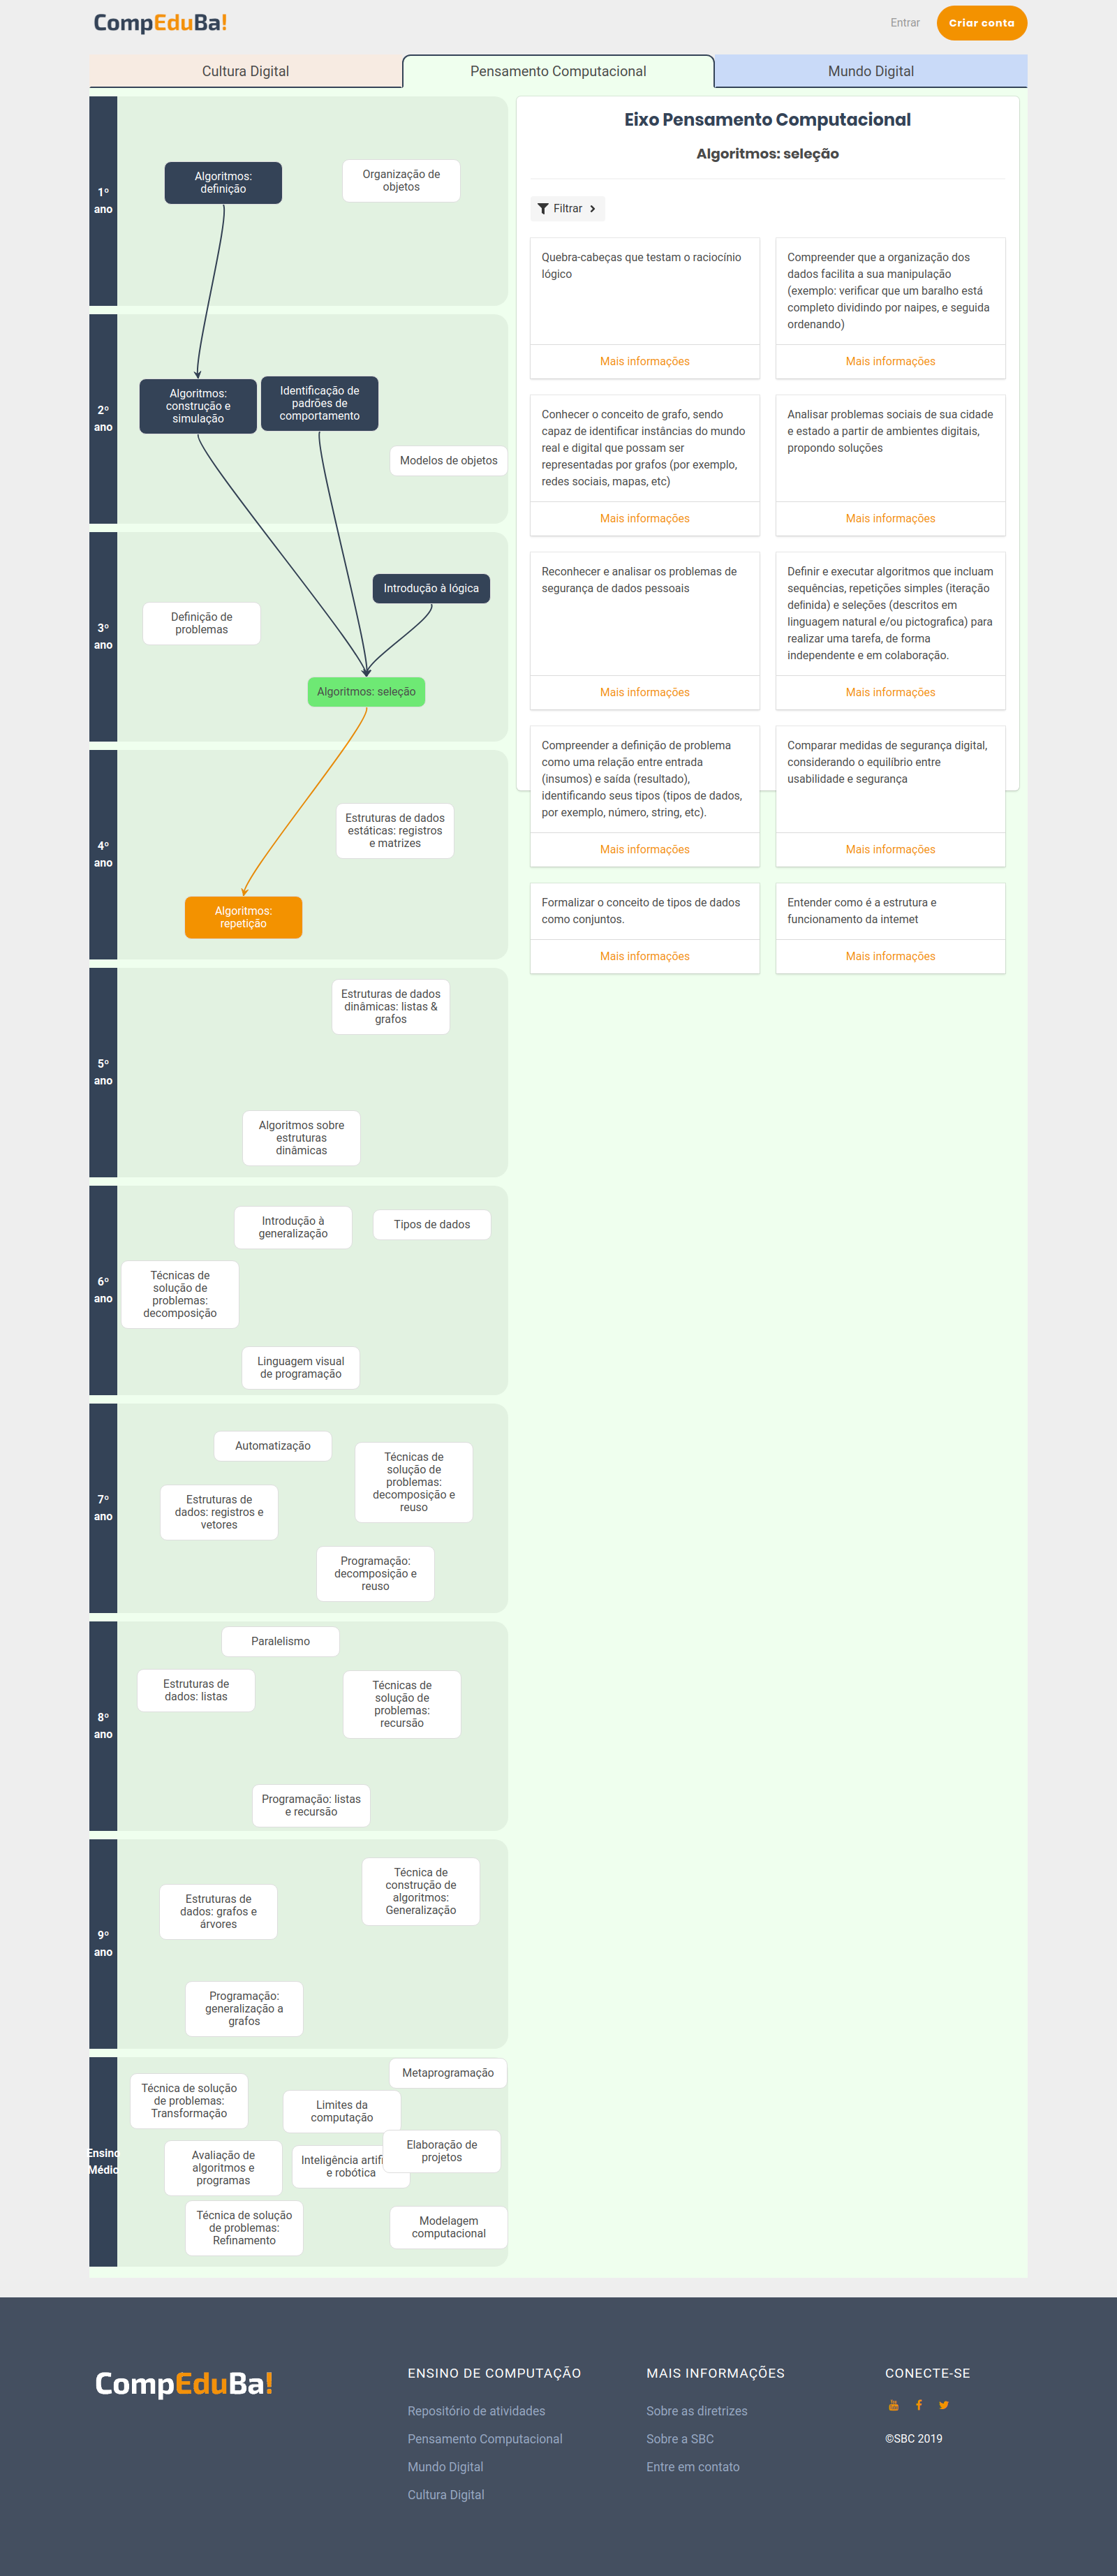 CompEduBa!
Entrar
Criar conta
Cultura Digital
Pensamento Computacional
Mundo Digital
1º
ano
Algoritmos:
definição
Organização de
objetos
2º
ano
Algoritmos:
construção e
simulação
Identificação de
padrões de
comportamento
Modelos de objetos
3º
ano
Introdução à lógica
Definição de
problemas
Algoritmos: seleção
4º
ano
Estruturas de dados
estáticas: registros
e matrizes
Algoritmos:
repetição
5º
ano
Estruturas de dados
dinâmicas: listas &
grafos
Algoritmos sobre
estruturas
dinâmicas
6º
ano
Introdução à
generalização
Tipos de dados
Técnicas de
solução de
problemas:
decomposição
Linguagem visual
de programação
7º
ano
Automatização
Técnicas de
solução de
problemas:
decomposição e
reuso
Estruturas de
dados: registros e
vetores
Programação:
decomposição e
reuso
8º
ano
Paralelismo
Estruturas de
dados: listas
Técnicas de
solução de
problemas:
recursão
Programação: listas
e recursão
9º
ano
Técnica de
construção de
algoritmos:
Generalização
Estruturas de
dados: grafos e
árvores
Programação:
generalização a
grafos
Ensino
Médio
Metaprogramação
Técnica de solução
de problemas:
Transformação
Limites da
computação
Elaboração de
projetos
Avaliação de
algoritmos e
programas
Inteligência artifi
e robótica
Técnica de solução
de problemas:
Refinamento
Modelagem
computacional
Eixo Pensamento Computacional
Algoritmos: seleção
Filtrar
Quebra-cabeças que testam o raciocínio
lógico
Mais informações
Compreender que a organização dos
dados facilita a sua manipulação
(exemplo: verificar que um baralho está
completo dividindo por naipes, e seguida
ordenando)
Mais informações
Conhecer o conceito de grafo, sendo
capaz de identificar instâncias do mundo
real e digital que possam ser
representadas por grafos (por exemplo,
redes sociais, mapas, etc)
Mais informações
Analisar problemas sociais de sua cidade
e estado a partir de ambientes digitais,
propondo soluções
Mais informações
Reconhecer e analisar os problemas de
segurança de dados pessoais
Mais informações
Definir e executar algoritmos que incluam
sequências, repetições simples (iteração
definida) e seleções (descritos em
linguagem natural e/ou pictografica) para
realizar uma tarefa, de forma
independente e em colaboração.
Mais informações
Compreender a definição de problema
como uma relação entre entrada
(insumos) e saída (resultado),
identificando seus tipos (tipos de dados,
por exemplo, número, string, etc).
Mais informações
Comparar medidas de segurança digital,
considerando o equilíbrio entre
usabilidade e segurança
Mais informações
Formalizar o conceito de tipos de dados
como conjuntos.
Mais informações
Entender como é a estrutura e
funcionamento da internet
Mais informações
CompEduBa!
ENSINO DE COMPUTAÇÃO
Repositório de atividades
Pensamento Computacional
Mundo Digital
Cultura Digital
MAIS INFORMAÇÕES
Sobre as diretrizes
Sobre a SBC
Entre em contato
CONECTE-SE
©SBC 2019